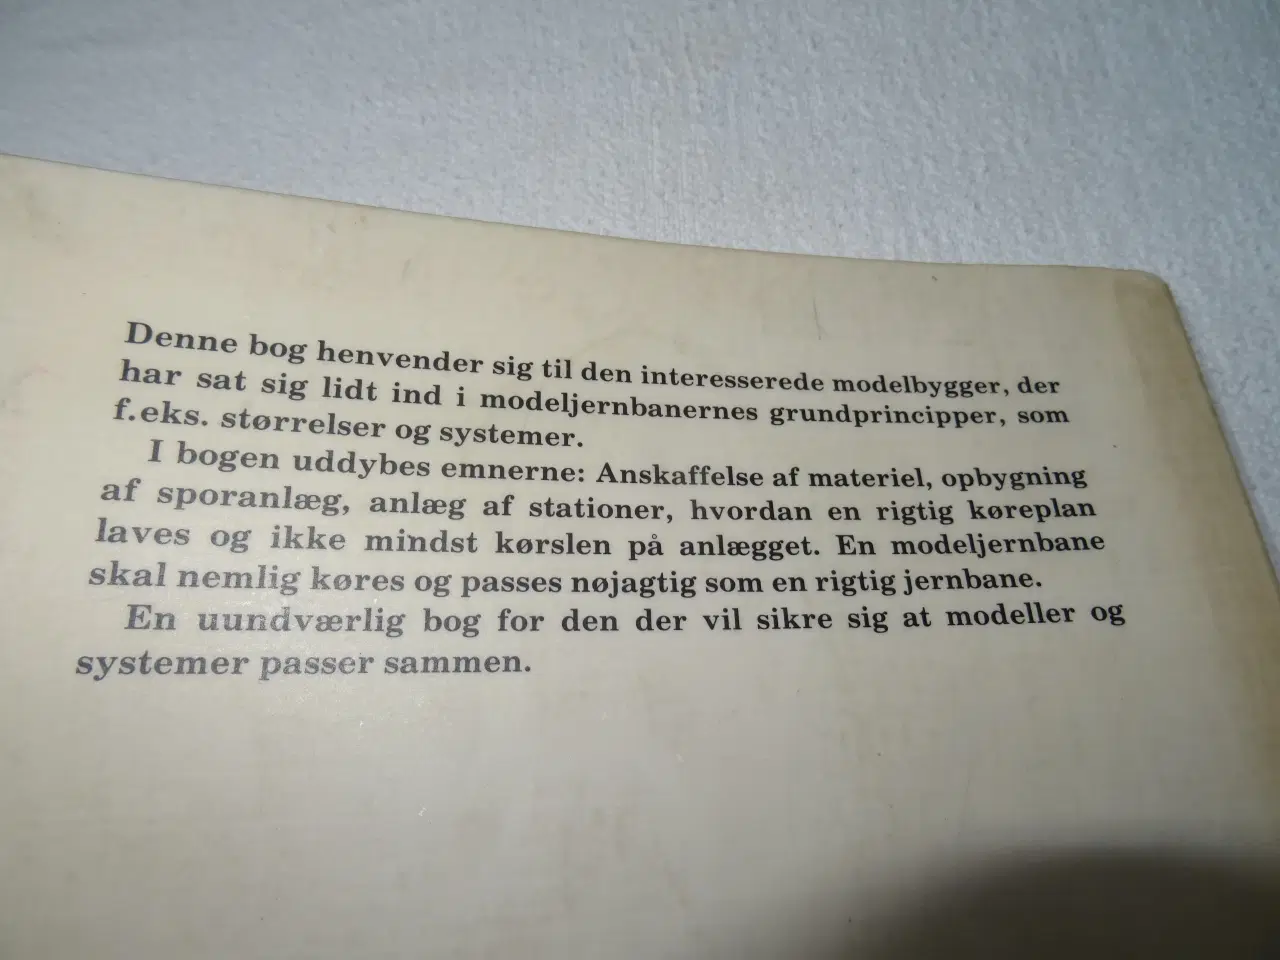 Denne bog henvender sig til den interesserede modelbygger, der
har sat sig lidt ind i modeljernbanernes grundprincipper, som
f.eks. størrelser og systemer.
I bogen uddybes emnerne: Anskaffelse af materiel, opbygning
af sporanlæg, anlæg af stationer, hvordan en rigtig køreplan
laves og ikke mindst kørslen på anlægget. En modeljernbane
skal nemlig køres og passes nøjagtig som en rigtig jernbane.
En uundværlig bog for den der vil sikre sig at modeller og
systemer passer sammen.